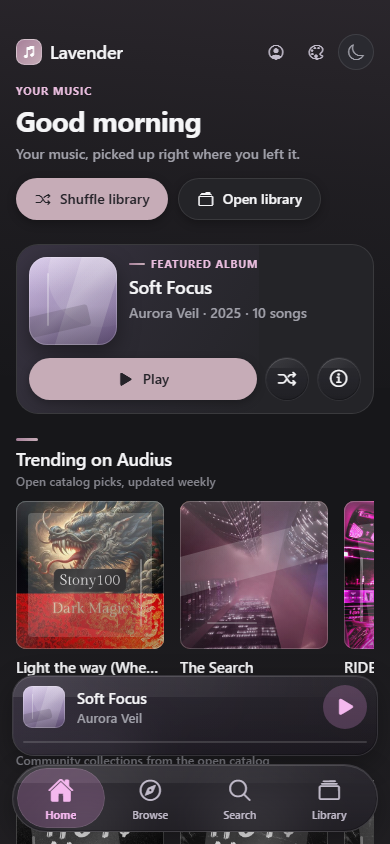 Lavender
YOUR MUSIC
Good morning
Your music, picked up right where you left it.
Shuffle library
Open library
FEATURED ALBUM
Soft Focus
Aurora Veil · 2025 · 10 songs
Play
Trending on Audius
Open catalog picks, updated weekly
Stony100
Dark Magic
Light the way (Whe...
The Search
RIDE
Soft Focus
Aurora Veil
Community collections from the open catalog
Home
Browse
Search
Library